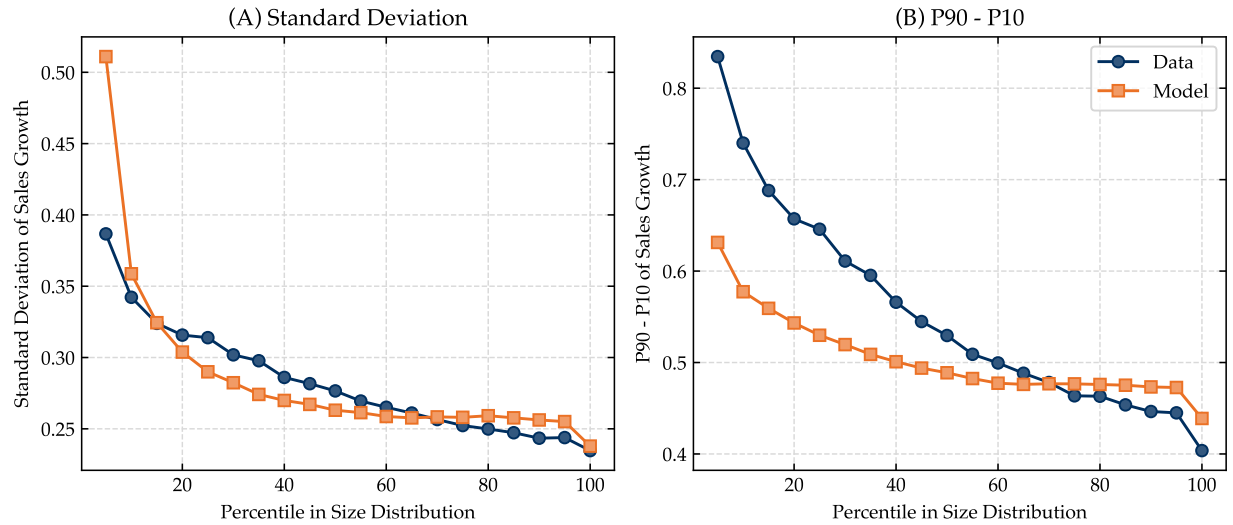 (A) Standard Deviation
Standard Deviation of Sales Growth
0.50
0.45
0.40
0.35
0.30
0.25
20
40
60
80
100
Percentile in Size Distribution
(B) P90 - P10
P90 - P10 of Sales Growth
0.8
0.7
0.6
0.5
0.4
Data
Model
20
40
60
80
100
Percentile in Size Distribution